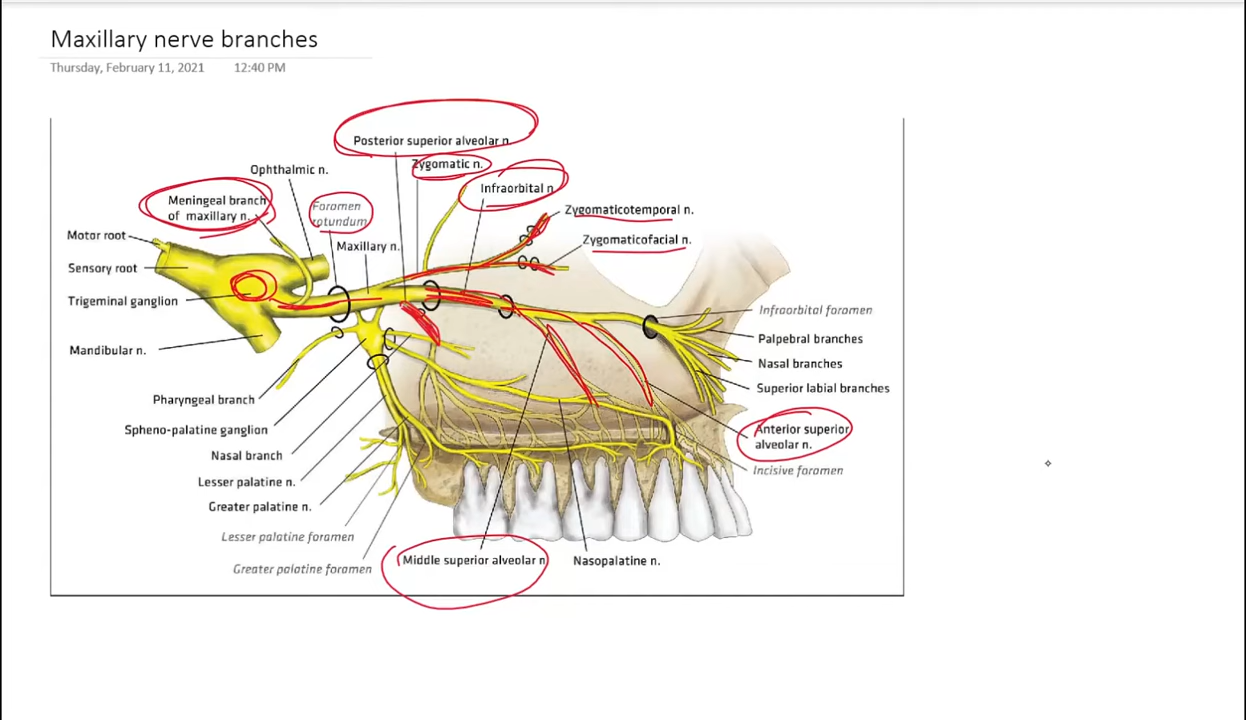 Maxillary nerve branches
Thursday, February 11, 2021 12:40 PM
Posterior superior alveolar n.
Zygomatic n.
Ophthalmic n.
Infraorbital n.
Meningeal branch
of maxillary n.
Foramen
rotundum
Zygomaticotemporal n.
Motor root
Maxillary n.
Zygomaticofacial n.
Sensory root
Trigeminal ganglion
Infraorbital foramen
Palpebral branches
Mandibular n.
Nasal branches
Superior labial branches
Pharyngeal branch
Spheno-palatine ganglion
Anterior superior
alveolar n.
Nasal branch
Incisive foramen
Lesser palatine n.
Greater palatine n.
Lesser palatine foramen
Greater palatine foramen
Middle superior alveolar n
Nasopalatine n.